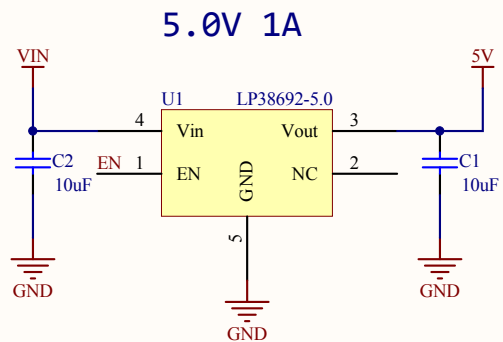 5.0V 1A
VIN
5V
U1 LP38692-5.0
4 Vin Vout 3
C2
10uF
EN 1 EN NC 2
C1
10uF
GND
5
GND
GND
GND